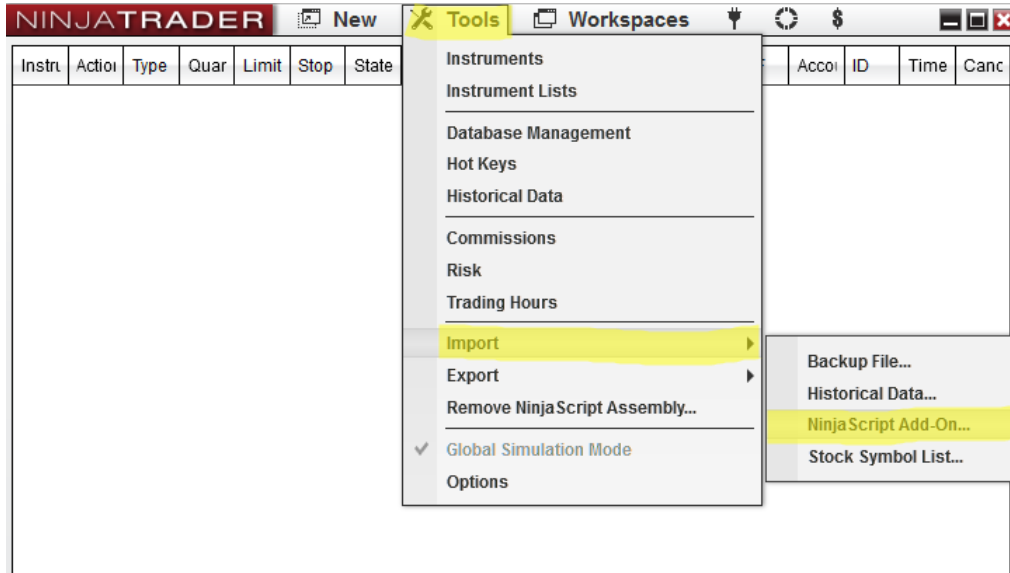 NINJATRADER New Tools Workspaces $
Instru Action Type Quar Limit Stop State Accou ID Time Canc
Instruments
Instrument Lists
Database Management
Hot Keys
Historical Data
Commissions
Risk
Trading Hours
Import
Export
Remove NinjaScript Assembly...
Global Simulation Mode
Options
Backup File...
Historical Data...
NinjaScript Add-On...
Stock Symbol List...